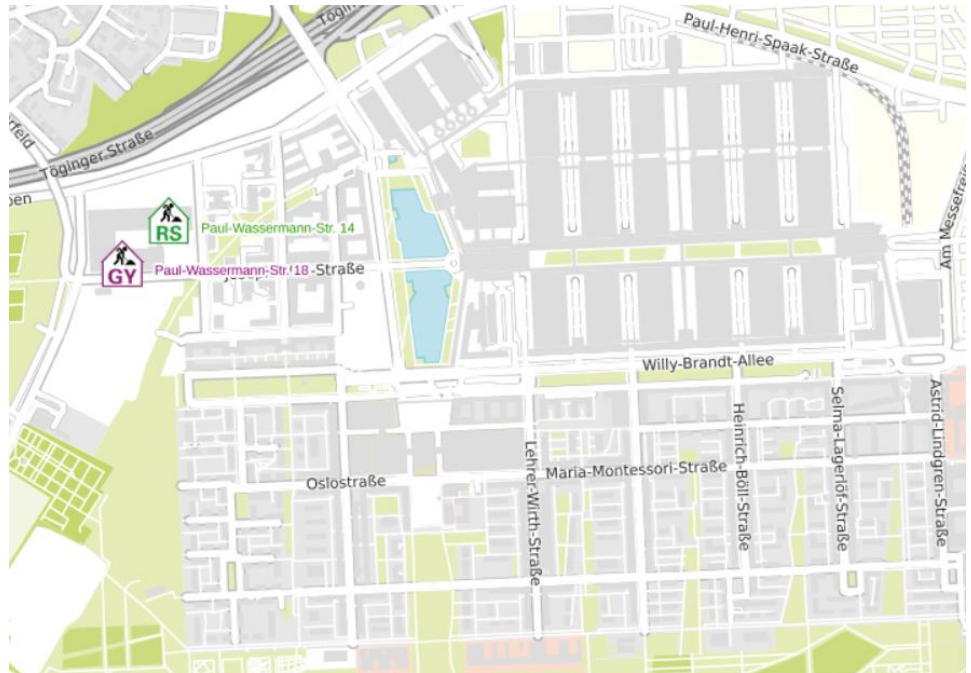 Paul-Henri-Spaak-Straße
Töginger Straße
RS
Paul-Wassermann-Str. 14
GY
Paul-Wassermann-Str. 18
-Straße
Am Messefreige
Willy-Brandt-Allee
Heinrich-Böll-Straße
Selma-Lagerlöf-Straße
Astrid-Lindgren-Straße
Lehrer-Wirth-Straße
Maria-Montessori-Straße
Oslostraße